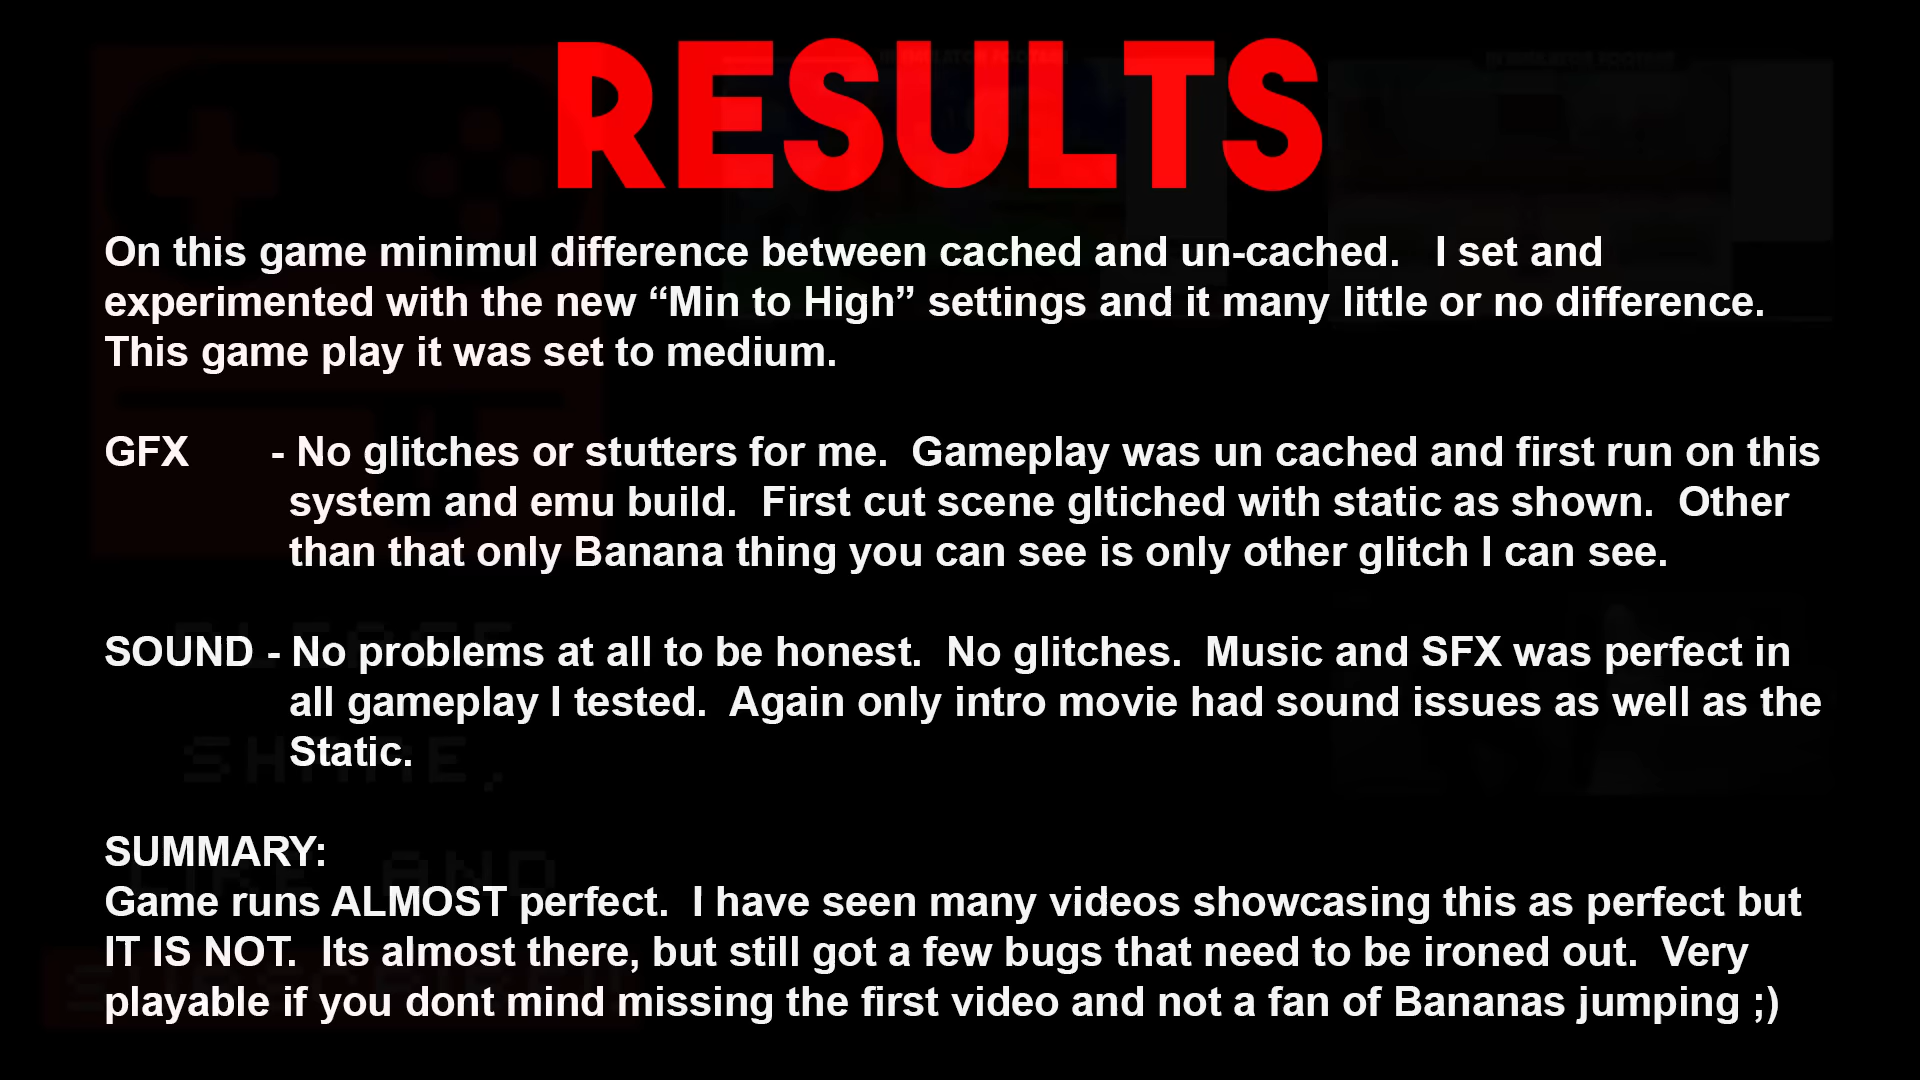 RESULTS
On this game minimul difference between cached and un-cached.   I set and
experimented with the new “Min to High” settings and it many little or no difference.
This game play it was set to medium.
GFX       - No glitches or stutters for me.  Gameplay was un cached and first run on this
system and emu build.  First cut scene gltiched with static as shown.  Other
than that only Banana thing you can see is only other glitch I can see.
SOUND - No problems at all to be honest.  No glitches.  Music and SFX was perfect in
all gameplay I tested.  Again only intro movie had sound issues as well as the
Static.
SHARE,
SUMMARY:
Game runs ALMOST perfect.  I have seen many videos showcasing this as perfect but
IT IS NOT.  Its almost there, but still got a few bugs that need to be ironed out.  Very
playable if you dont mind missing the first video and not a fan of Bananas jumping ;)